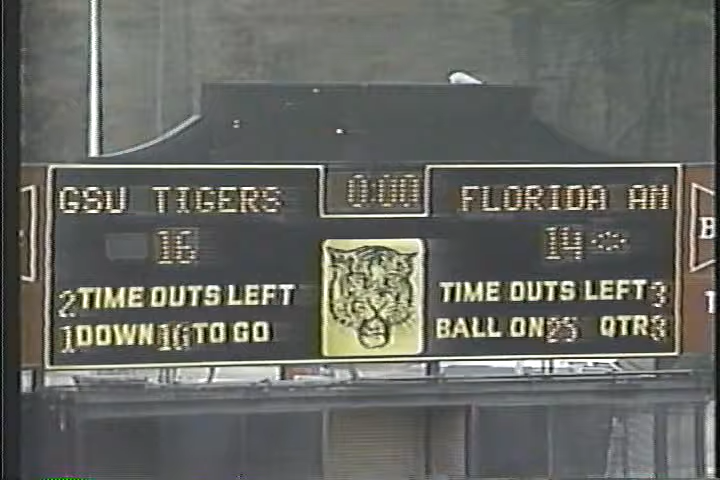 GSU TIGERS 0:00 FLORIDA AM
16 14
2 TIME OUTS LEFT TIME OUTS LEFT 3
1 DOWN 16 TO GO BALL ON 25 QTR 3
B